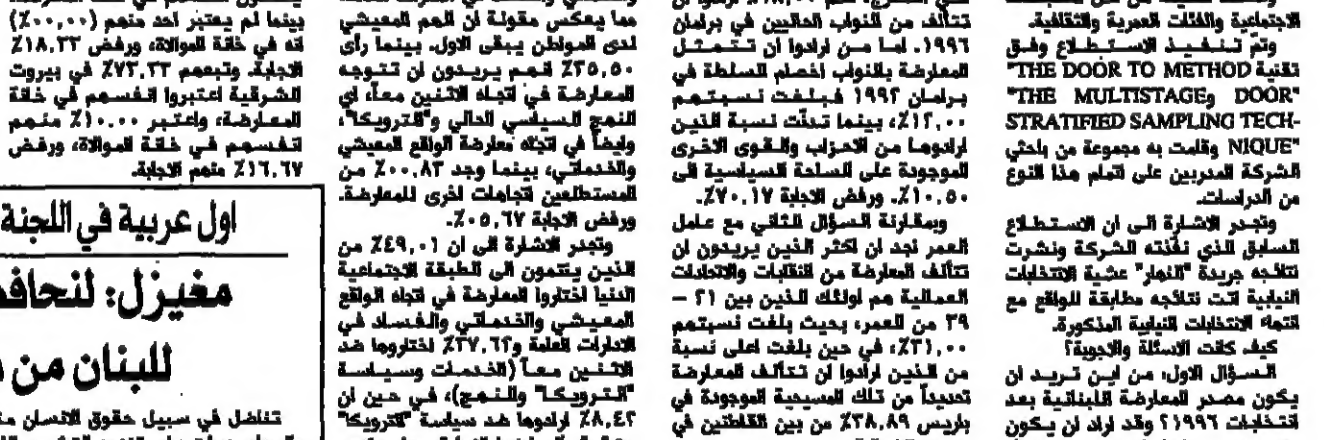 الاجتماعية والفئات العمرية والثقافية.
وتمّ تنفيذ الاستطلاع وفق
تقنية THE DOOR TO METHOD"
"DOOR وTHE MULTISTAGE"
STRATIFIED SAMPLING TECH-
"NIQUE وقامت به مجموعة من باحثي
الشركة المدربين على اتمام هذا النوع
من الدراسات.
وتجدر الاشارة الى ان الاستطلاع
السابق الذي نفّذته الشركة ونشرت
نتائجه جريدة "النهار" عشية الانتخابات
النيابية اتت نتائجه مطابقة للواقع مع
انتهاء الانتخابات النيابية المذكورة.
كيف كانت الاسئلة والاجوبة؟
السؤال الاول: من اين تريد ان
يكون مصدر المعارضة اللبنانية بعد
انتخابات ١٩٩٦؟ وقد اراد ان يكون
تتألف من النواب الحاليين في برلمان
١٩٩٦. اما من ارادوا ان تتمثل
المعارضة بالنواب اخصام السلطة في
برلمان ١٩٩٢ فبلغت نسبتهم
١٢,٠٠٪، بينما تدنّت نسبة الذين
ارادوها من الاحزاب والقوى الاخرى
الموجودة على الساحة السياسية الى
١٠,٥٠٪. ورفض الاجابة ٧٠,١٧٪.
وبمقارنة السؤال الثاني مع عامل
العمر نجد ان اكثر الذين يريدون ان
تتألف المعارضة من النقابات والاتحادات
العمالية هم اولئك الذين بين ٢١ –
٣٩ من العمر، بحيث بلغت نسبتهم
٣١,٠٠٪، في حين بلغت اعلى نسبة
من الذين ارادوا ان تتألف المعارضة
تحديداً من تلك المسيحية الموجودة في
باريس ٣٨,٨٩٪ من بين القاطنين في
مما يعكس مقولة ان الهم المعيشي
لدى المواطن يبقى الاول. بينما رأى
٣٥,٥٠٪ انهم يريدون ان تتوجه
المعارضة في اتجاه الاثنين معاً، اي
النهج السياسي الحالي و"الترويكا"،
وايضاً في اتجاه معارضة الواقع المعيشي
والخدماتي، بينما وجد ٠٠,٨٣٪ من
المستطلعين اتجاهات اخرى للمعارضة.
ورفض الاجابة ٠٥,٦٧٪.
وتجدر الاشارة الى ان ٤٩,٠١٪ من
الذين ينتمون الى الطبقة الاجتماعية
الدنيا اختاروا المعارضة في اتجاه الواقع
المعيشي والخدماتي والفساد في
الادارات العامة و٣٧,٦٢٪ اختاروها ضد
الاثنين معاً (الخدمات وسياسة
"الترويكا" والنهج)، في حين ان
٨,٤٢٪ ارادوها ضد سياسة "الترويكا"
بينما لم يعتبر احد منهم (٠٠,٠٠٪)
انه في خانة الموالاة، ورفض ١٨,٣٣٪
الاجابة. وتبعهم ٧٣,٣٣٪ في بيروت
الشرقية اعتبروا انفسهم في خانة
المعارضة، واعتبر ١٠,٠٠٪ منهم
انفسهم في خانة الموالاة، ورفض
١٦,٦٧٪ منهم الاجابة.
اول عربية في اللجنة
مغيزل:
للبنان من
تناضل في سبيل حقوق الانسان